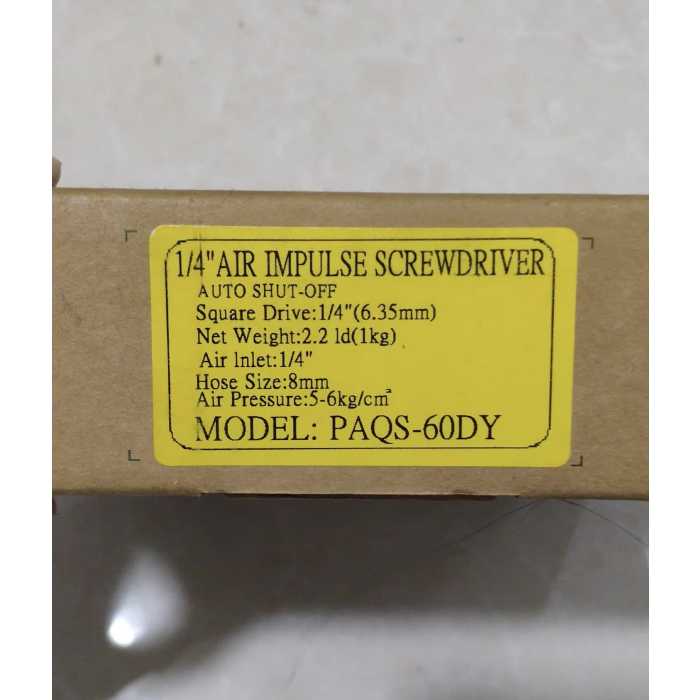 1/4"AIR IMPULSE SCREWDRIVER
AUTO SHUT-OFF
Square Drive:1/4"(6.35mm)
Net Weight:2.2 ld(1kg)
Air lnlet:1/4"
Hose Size:8mm
Air Pressure:5-6kg/cm²
MODEL: PAQS-60DY